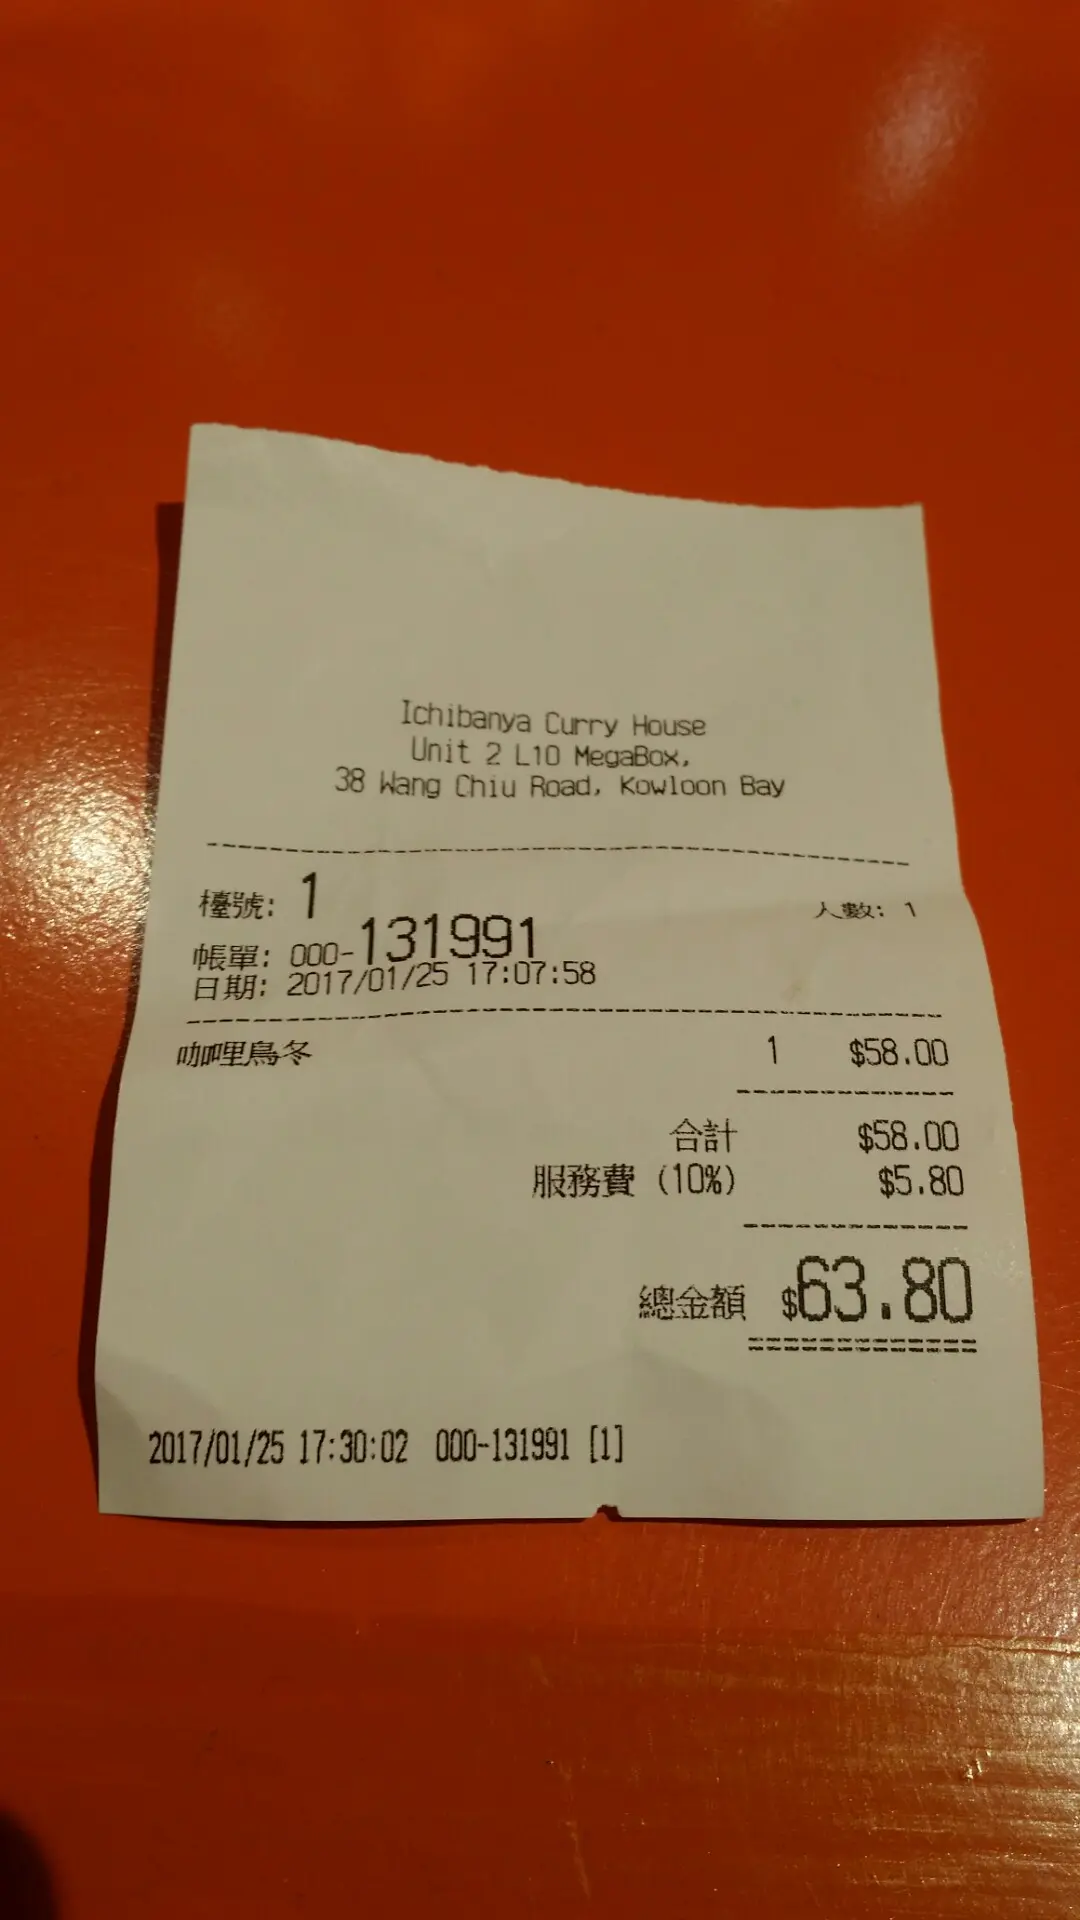 Ichibanya Curry House
Unit 2 L10 MegaBox,
38 Wang Chiu Road, Kowloon Bay
檯號: 1 人數: 1
帳單: 000-131991
日期: 2017/01/25 17:07:58
咖哩烏冬 1 $58.00
合計 $58.00
服務費 (10%) $5.80
總金額 $63.80
2017/01/25 17:30:02 000-131991 [1]